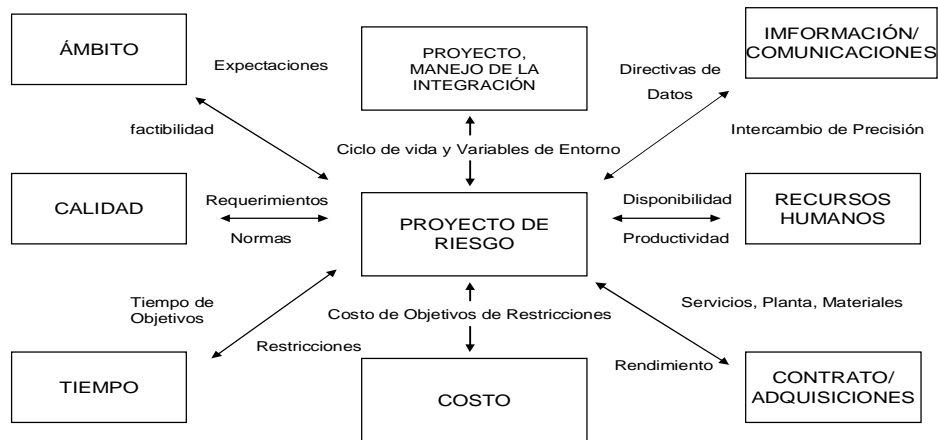 ÁMBITO
Expectaciones
PROYECTO,
MANEJO DE LA
INTEGRACIÓN
IMFORMACIÓN/
COMUNICACIONES
Directivas de
Datos
factibilidad
Ciclo de vida y Variables de Entorno
Intercambio de Precisión
CALIDAD
Requerimientos
Normas
PROYECTO DE
RIESGO
Disponibilidad
Productividad
RECURSOS
HUMANOS
Tiempo de
Objetivos
Restricciones
Costo de Objetivos de Restricciones
Servicios, Planta, Materiales
Rendimiento
TIEMPO
COSTO
CONTRATO/
ADQUISICIONES